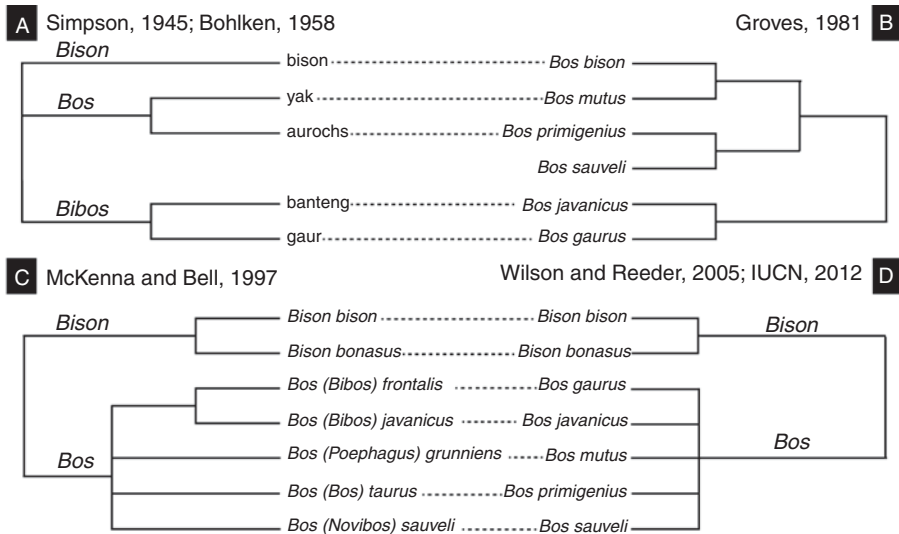 A Simpson, 1945; Bohlken, 1958 Groves, 1981 B
Bison bison Bos bison
Bos yak Bos mutus
aurochs Bos primigenius
Bos sauveli
Bibos banteng Bos javanicus
gaur Bos gaurus
C McKenna and Bell, 1997 Wilson and Reeder, 2005; IUCN, 2012 D
Bison Bison bison Bison bison Bison
Bison bonasus Bison bonasus
Bos (Bibos) frontalis Bos gaurus
Bos (Bibos) javanicus Bos javanicus
Bos Bos (Poephagus) grunniens Bos mutus Bos
Bos (Bos) taurus Bos primigenius
Bos (Novibos) sauveli Bos sauveli